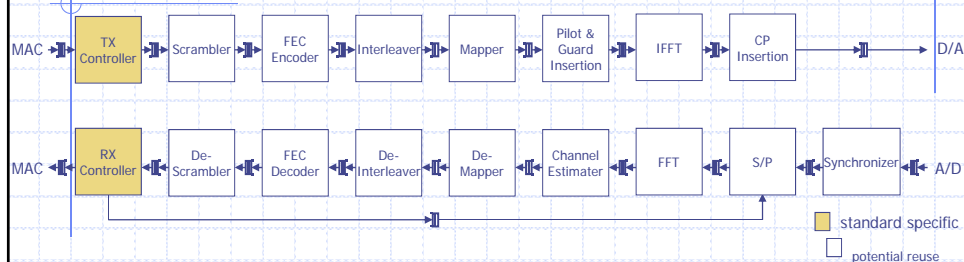 MAC
TX
Controller
Scrambler
FEC
Encoder
Interleaver
Mapper
Pilot &
Guard
Insertion
IFFT
CP
Insertion
D/A
MAC
RX
Controller
De-
Scrambler
FEC
Decoder
De-
Interleaver
De-
Mapper
Channel
Estimater
FFT
S/P
Synchronizer
A/D
standard specific
potential reuse